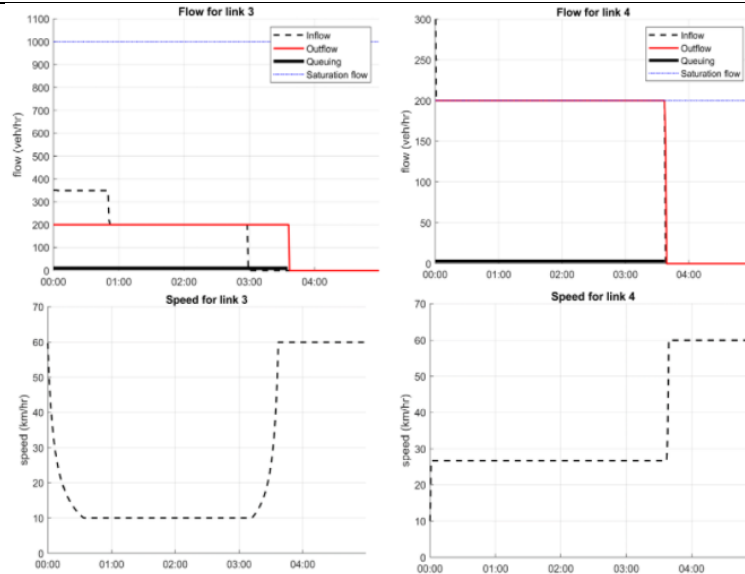 Flow for link 3
1100
1000
900
800
700
600
500
400
300
200
100
0
flow (veh/hr)
00:00 01:00 02:00 03:00 04:00
Inflow
Outflow
Queuing
Saturation flow
Flow for link 4
300
250
200
150
100
50
0
flow (veh/hr)
00:00 01:00 02:00 03:00 04:00
Inflow
Outflow
Queuing
Saturation flow
Speed for link 3
70
60
50
40
30
20
10
0
speed (km/hr)
00:00 01:00 02:00 03:00 04:00
Speed for link 4
70
60
50
40
30
20
10
0
speed (km/hr)
00:00 01:00 02:00 03:00 04:00